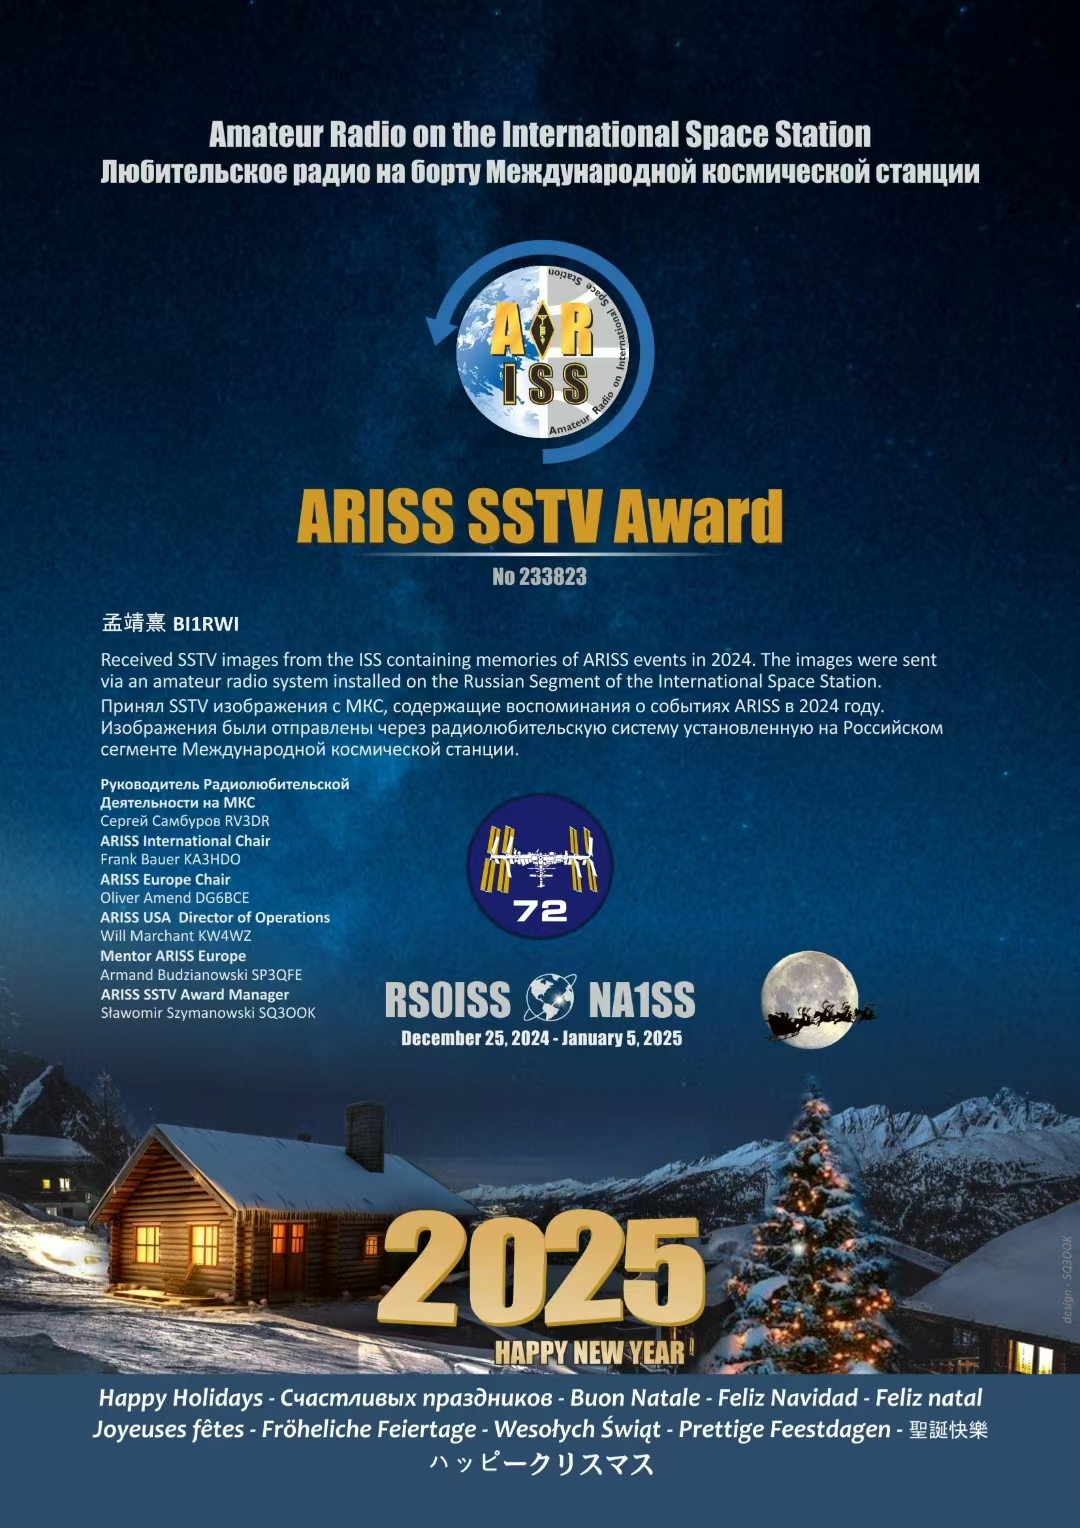 Amateur Radio on the International Space Station
Любительское радио на борту Международной космической станции
AR
ISS
Amateur Radio on International Space Station
ARISS SSTV Award
No 233823
孟靖熹 BI1RWI
Received SSTV images from the ISS containing memories of ARISS events in 2024. The images were sent
via an amateur radio system installed on the Russian Segment of the International Space Station.
Принял SSTV изображения с МКС, содержащие воспоминания о событиях ARISS в 2024 году.
Изображения были отправлены через радиолюбительскую систему установленную на Российском
сегменте Международной космической станции.
Руководитель Радиолюбительской
Деятельности на МКС
Сергей Самбуров RV3DR
ARISS International Chair
Frank Bauer KA3HDO
ARISS Europe Chair
Oliver Amend DG6BCE
ARISS USA  Director of Operations
Will Marchant KW4WZ
Mentor ARISS Europe
Armand Budzianowski SP3QFE
ARISS SSTV Award Manager
Sławomir Szymanowski SQ3OOK
72
RS0ISS NA1SS
December 25, 2024 - January 5, 2025
2025
HAPPY NEW YEAR !
design - SQ3OOK
Happy Holidays - Счастливых праздников - Buon Natale - Feliz Navidad - Feliz natal
Joyeuses fêtes - Fröheliche Feiertage - Wesołych Świąt - Prettige Feestdagen - 聖誕快樂
ハッピークリスマス